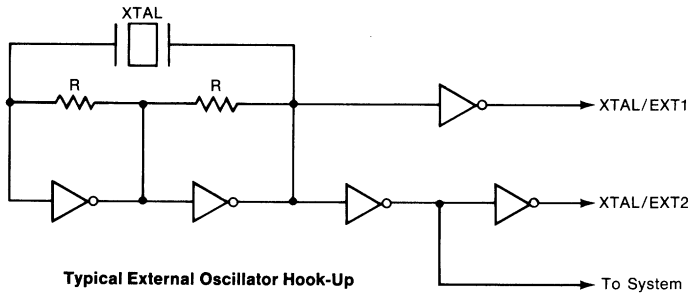 XTAL
R
R
XTAL/EXT1
XTAL/EXT2
Typical External Oscillator Hook-Up
To System